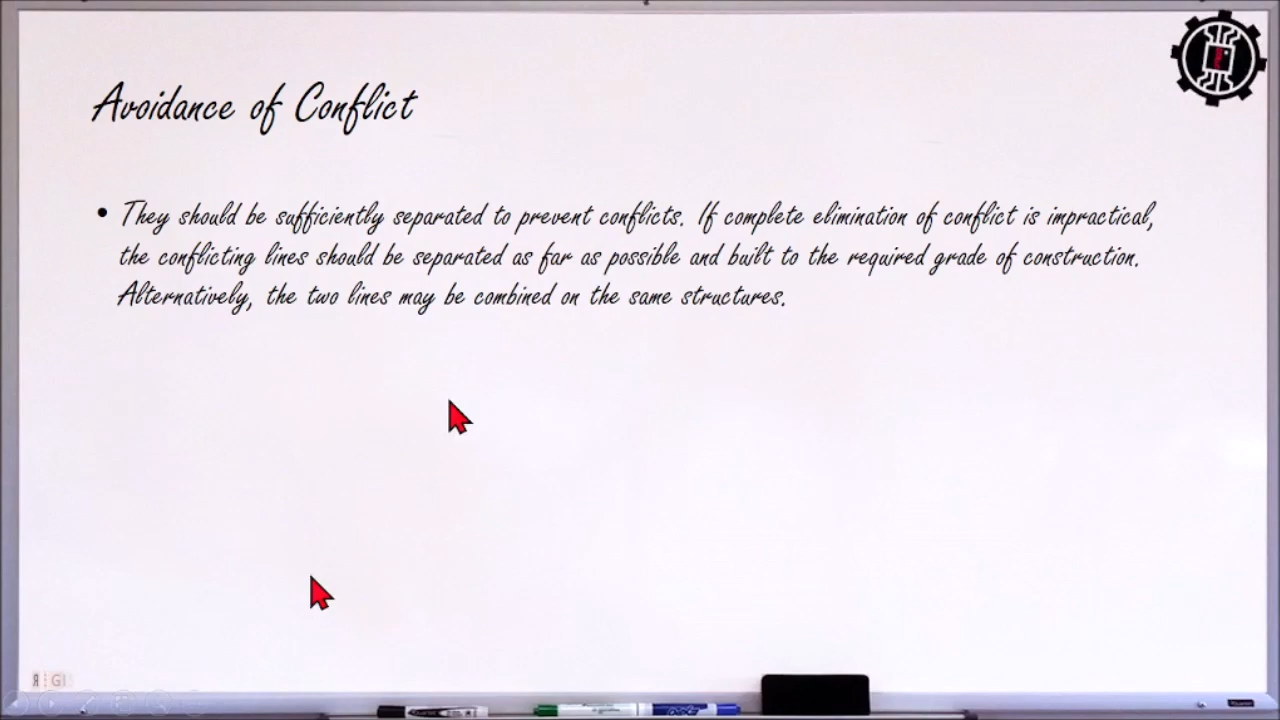 Avoidance of Conflict
• They should be sufficiently separated to prevent conflicts. If complete elimination of conflict is impractical,
the conflicting lines should be separated as far as possible and built to the required grade of construction.
Alternatively, the two lines may be combined on the same structures.